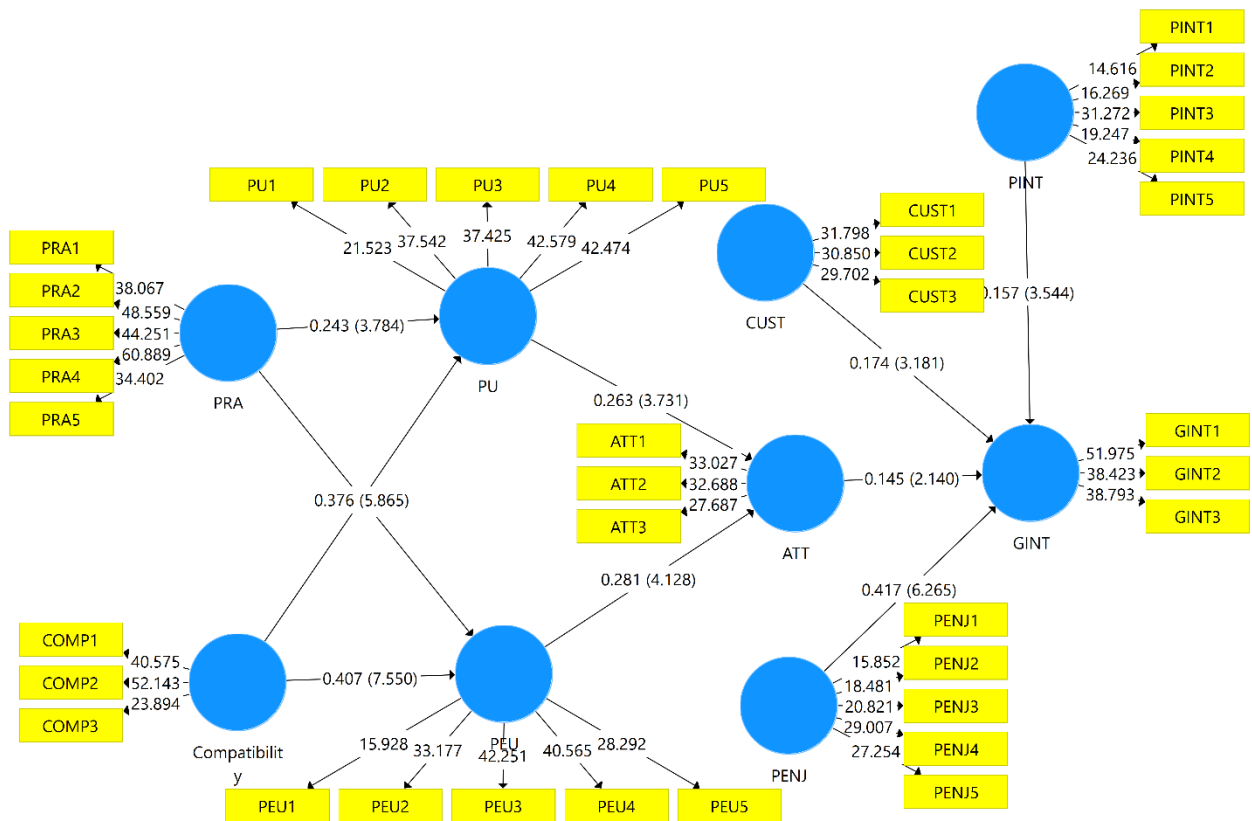 PINT1
14.616
PINT2
16.269
31.272
PINT3
19.247
PINT4
24.236
PINT5
PINT
PU1
PU2
PU3
PU4
PU5
21.523
37.542
37.425
42.579
42.474
PU
CUST1
31.798
30.850
CUST2
29.702
CUST3
CUST
0.157 (3.544)
PRA1
38.067
PRA2
48.559
PRA3
44.251
60.889
PRA4
34.402
PRA5
PRA
0.243 (3.784)
0.174 (3.181)
0.263 (3.731)
ATT1
33.027
ATT2
32.688
27.687
ATT3
ATT
0.145 (2.140)
GINT1
51.975
38.423
GINT2
38.793
GINT3
GINT
0.376 (5.865)
0.281 (4.128)
0.417 (6.265)
COMP1
40.575
COMP2
52.143
23.894
COMP3
Compatibilit
y
0.407 (7.550)
PEU
15.928
33.177
42.251
40.565
28.292
PEU1
PEU2
PEU3
PEU4
PEU5
PENJ1
15.852
PENJ2
18.481
20.821
PENJ3
29.007
PENJ4
27.254
PENJ5
PENJ